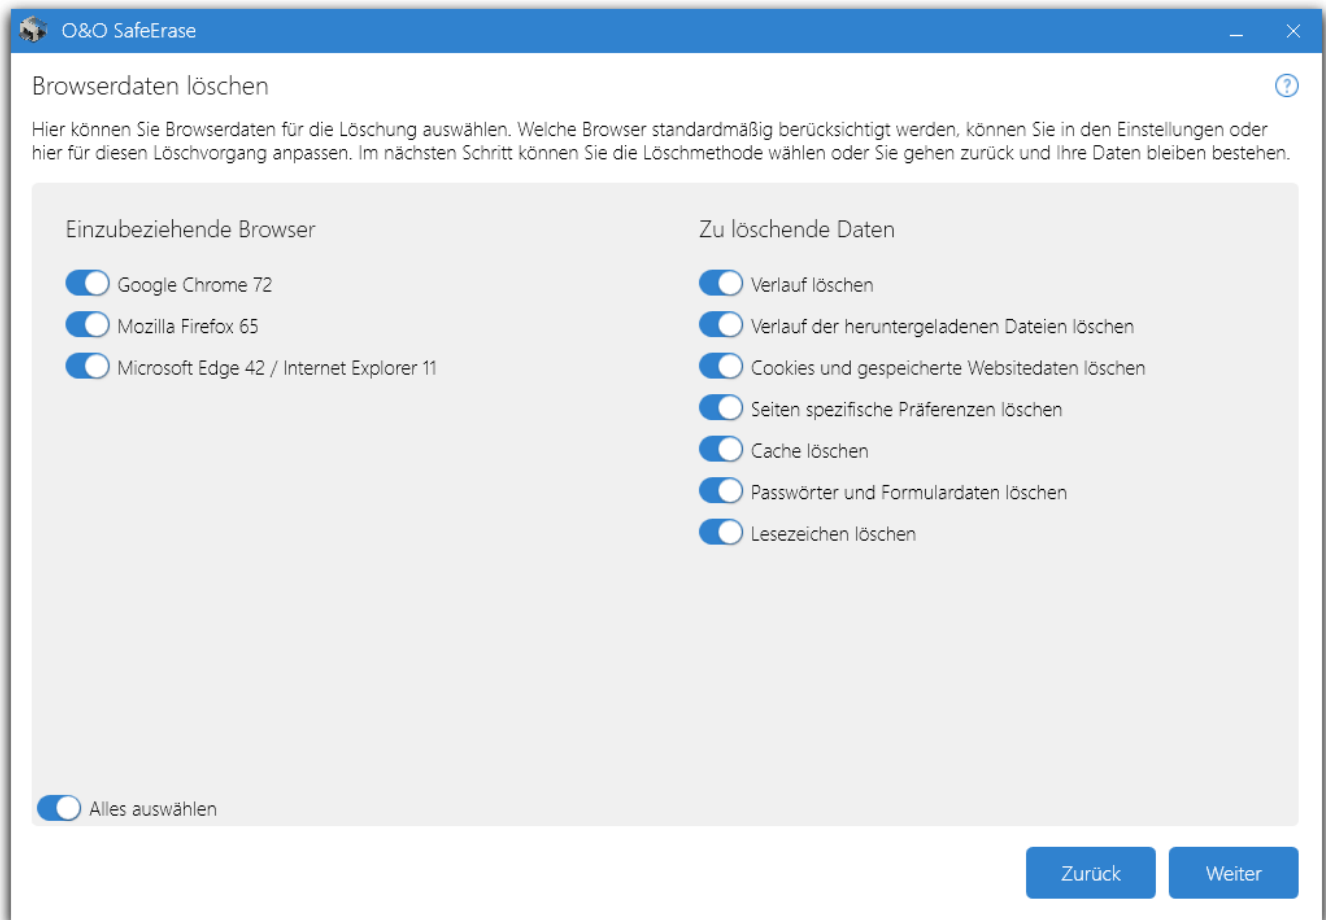 O&O SafeErase
Browserdaten löschen
Hier können Sie Browserdaten für die Löschung auswählen. Welche Browser standardmäßig berücksichtigt werden, können Sie in den Einstellungen oder
hier für diesen Löschvorgang anpassen. Im nächsten Schritt können Sie die Löschmethode wählen oder Sie gehen zurück und Ihre Daten bleiben bestehen.
Einzubeziehende Browser
Google Chrome 72
Mozilla Firefox 65
Microsoft Edge 42 / Internet Explorer 11
Zu löschende Daten
Verlauf löschen
Verlauf der heruntergeladenen Dateien löschen
Cookies und gespeicherte Websitedaten löschen
Seiten spezifische Präferenzen löschen
Cache löschen
Passwörter und Formulardaten löschen
Lesezeichen löschen
Alles auswählen
Zurück
Weiter